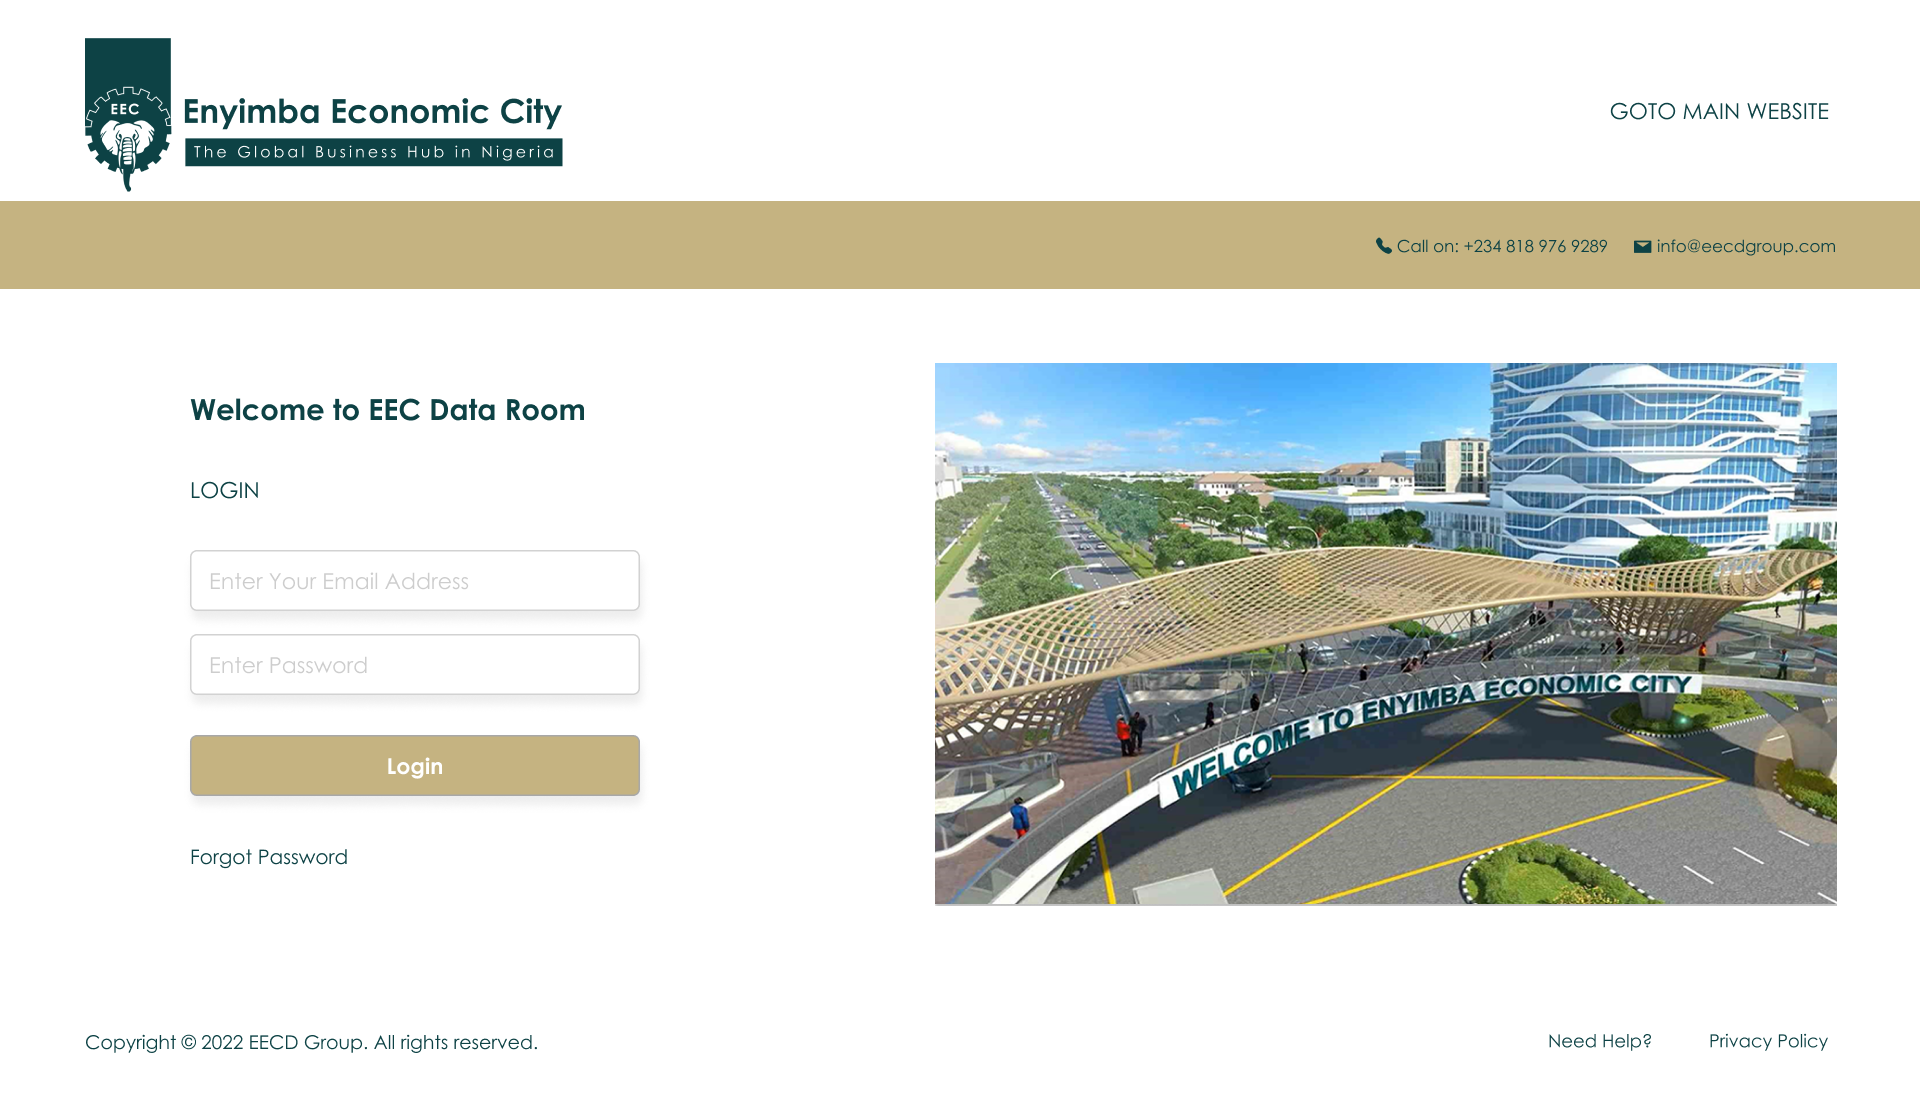 EEC
Enyimba Economic City
The Global Business Hub in Nigeria
GOTO MAIN WEBSITE
Call on: +234 818 976 9289
info@eecdgroup.com
Welcome to EEC Data Room
LOGIN
Enter Your Email Address
Enter Password
Login
Forgot Password
WELCOME TO ENYIMBA ECONOMIC CITY
Copyright © 2022 EECD Group. All rights reserved.
Need Help?
Privacy Policy